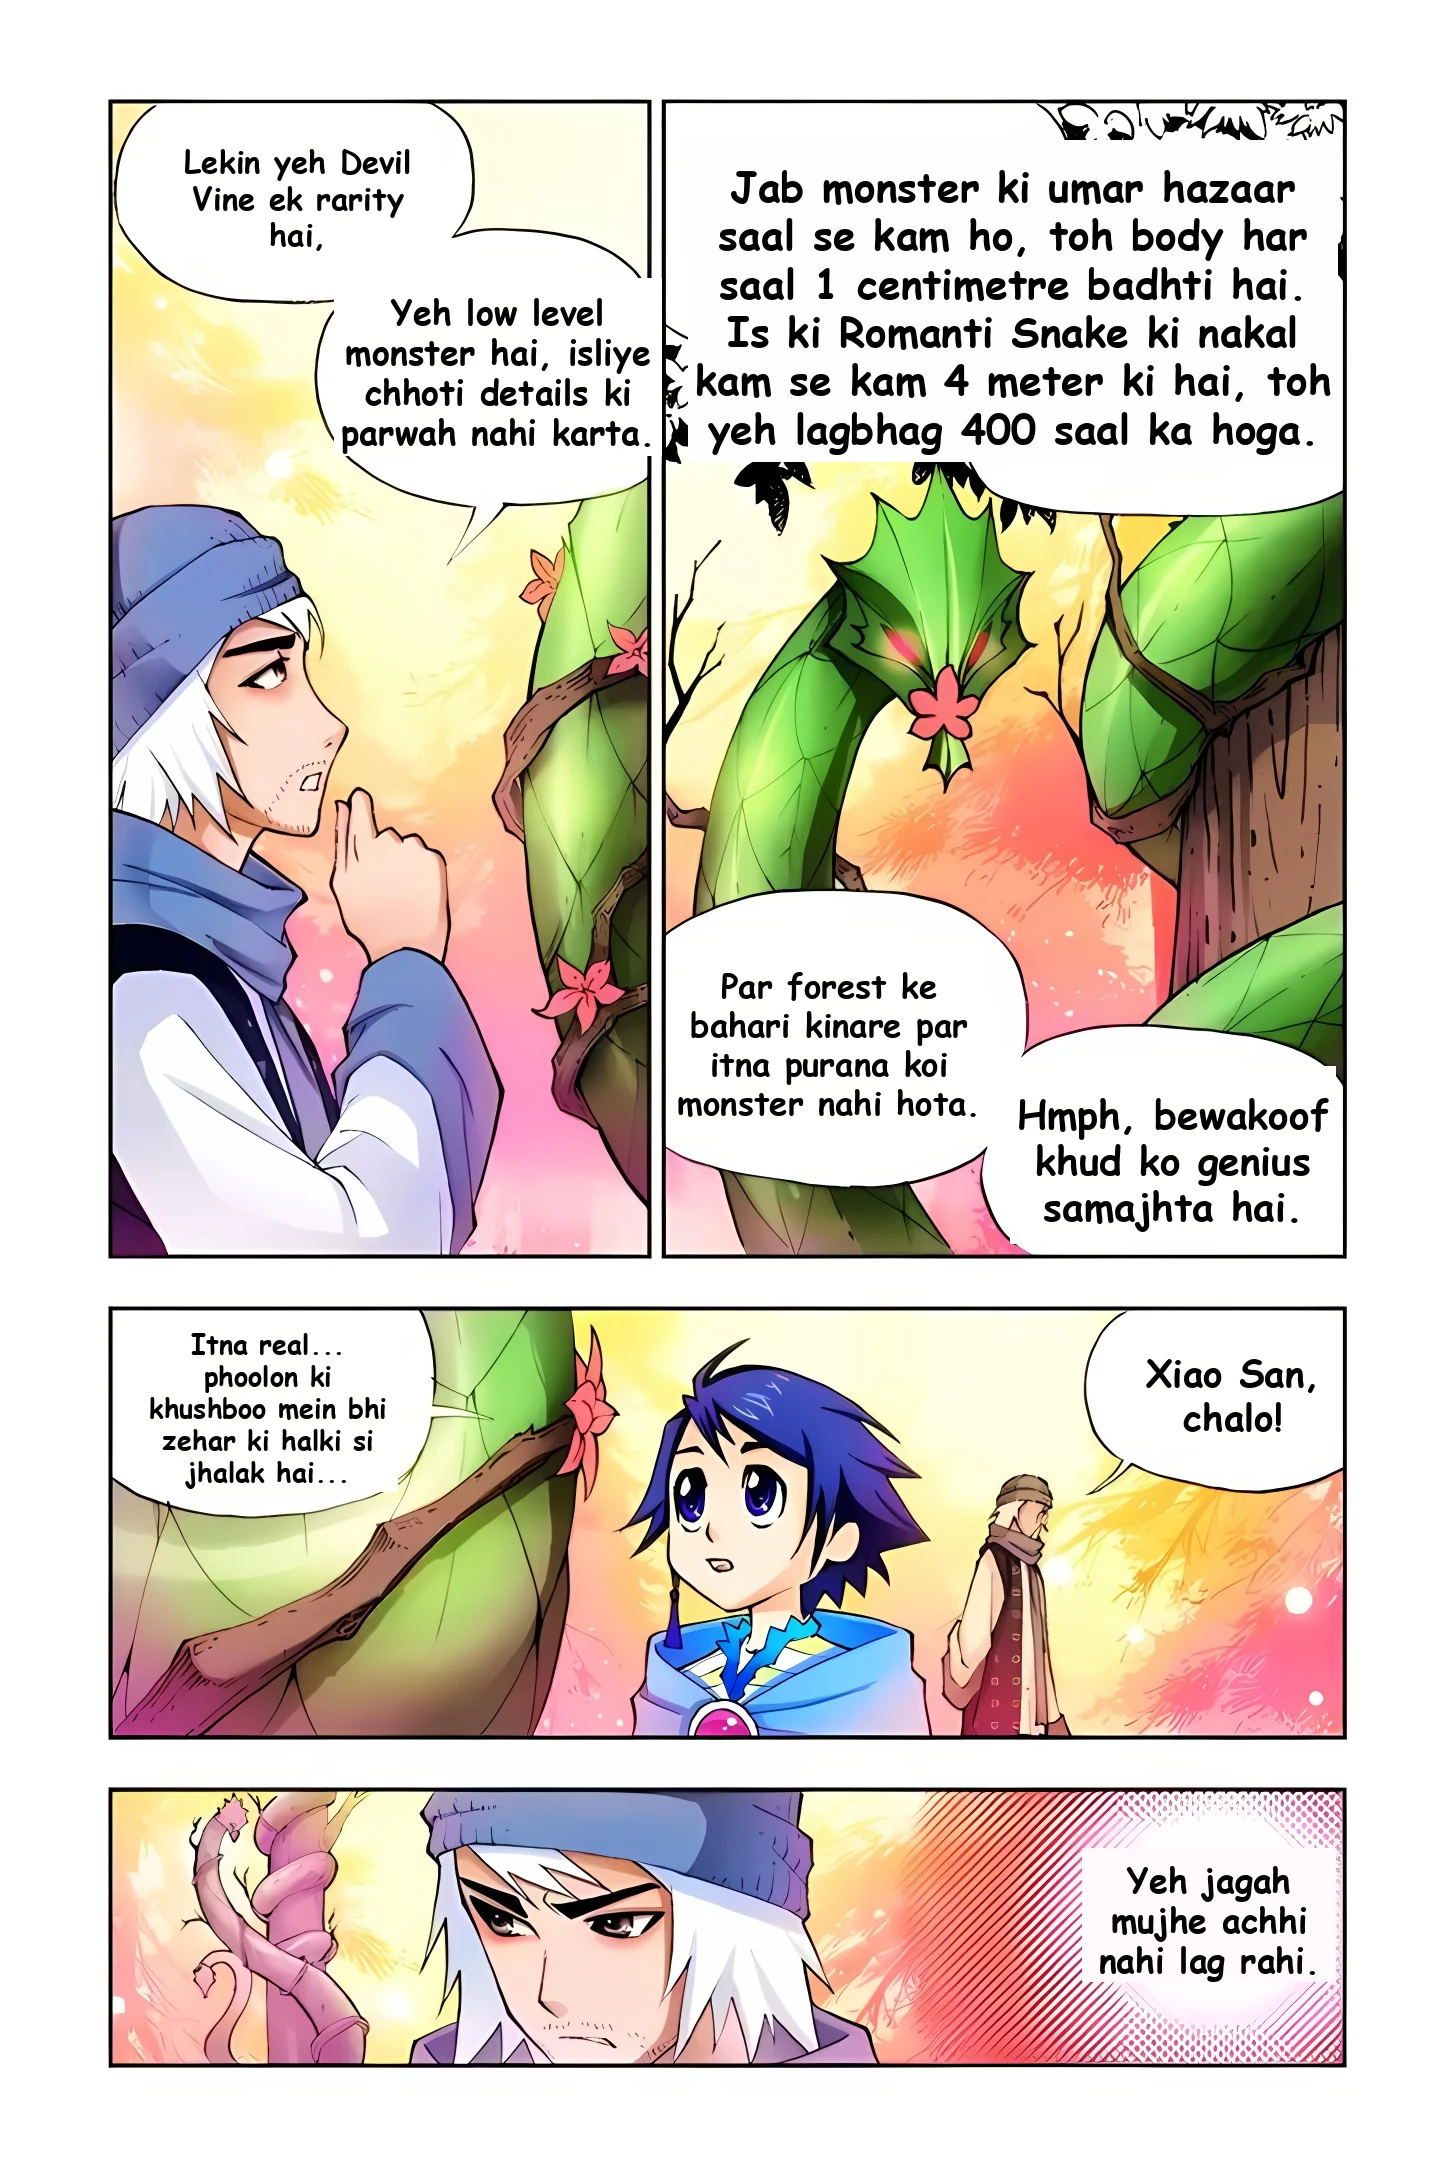 Lekin yeh Devil
Vine ek rarity
hai,
Yeh low level
monster hai, isliye
chhoti details ki
parwah nahi karta.
Jab monster ki umar hazaar
saal se kam ho, toh body har
saal 1 centimetre badhti hai.
Is ki Romanti Snake ki nakal
kam se kam 4 meter ki hai, toh
yeh lagbhag 400 saal ka hoga.
Par forest ke
bahari kinare par
itna purana koi
monster nahi hota.
Hmph, bewakoof
khud ko genius
samajhta hai.
Itna real...
phoolon ki
khushboo mein bhi
zehar ki halki si
jhalak hai...
Xiao San,
chalo!
Yeh jagah
mujhe achhi
nahi lag rahi.